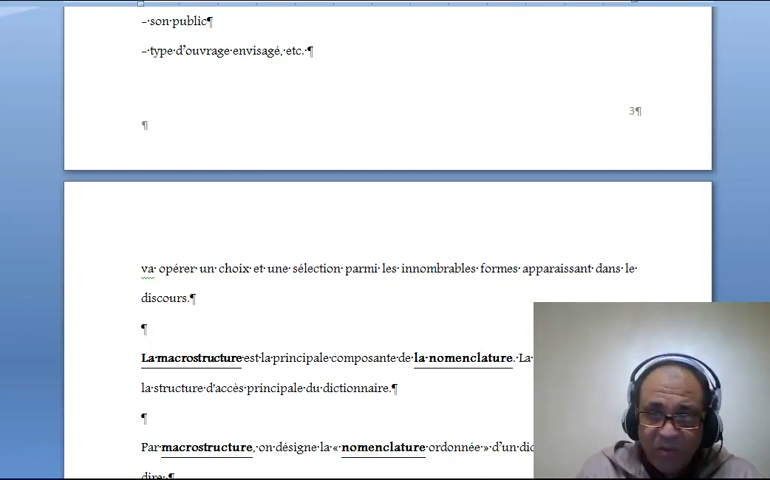 – son public¶
– type d’ouvrage envisagé, etc. ¶
3¶
¶
va opérer un choix et une sélection parmi les innombrables formes apparaissant dans le
discours.¶
¶
La macrostructure est la principale composante de la nomenclature. La
la structure d’accès principale du dictionnaire.¶
¶
Par macrostructure, on désigne la « nomenclature ordonnée » d’un
dire ¶